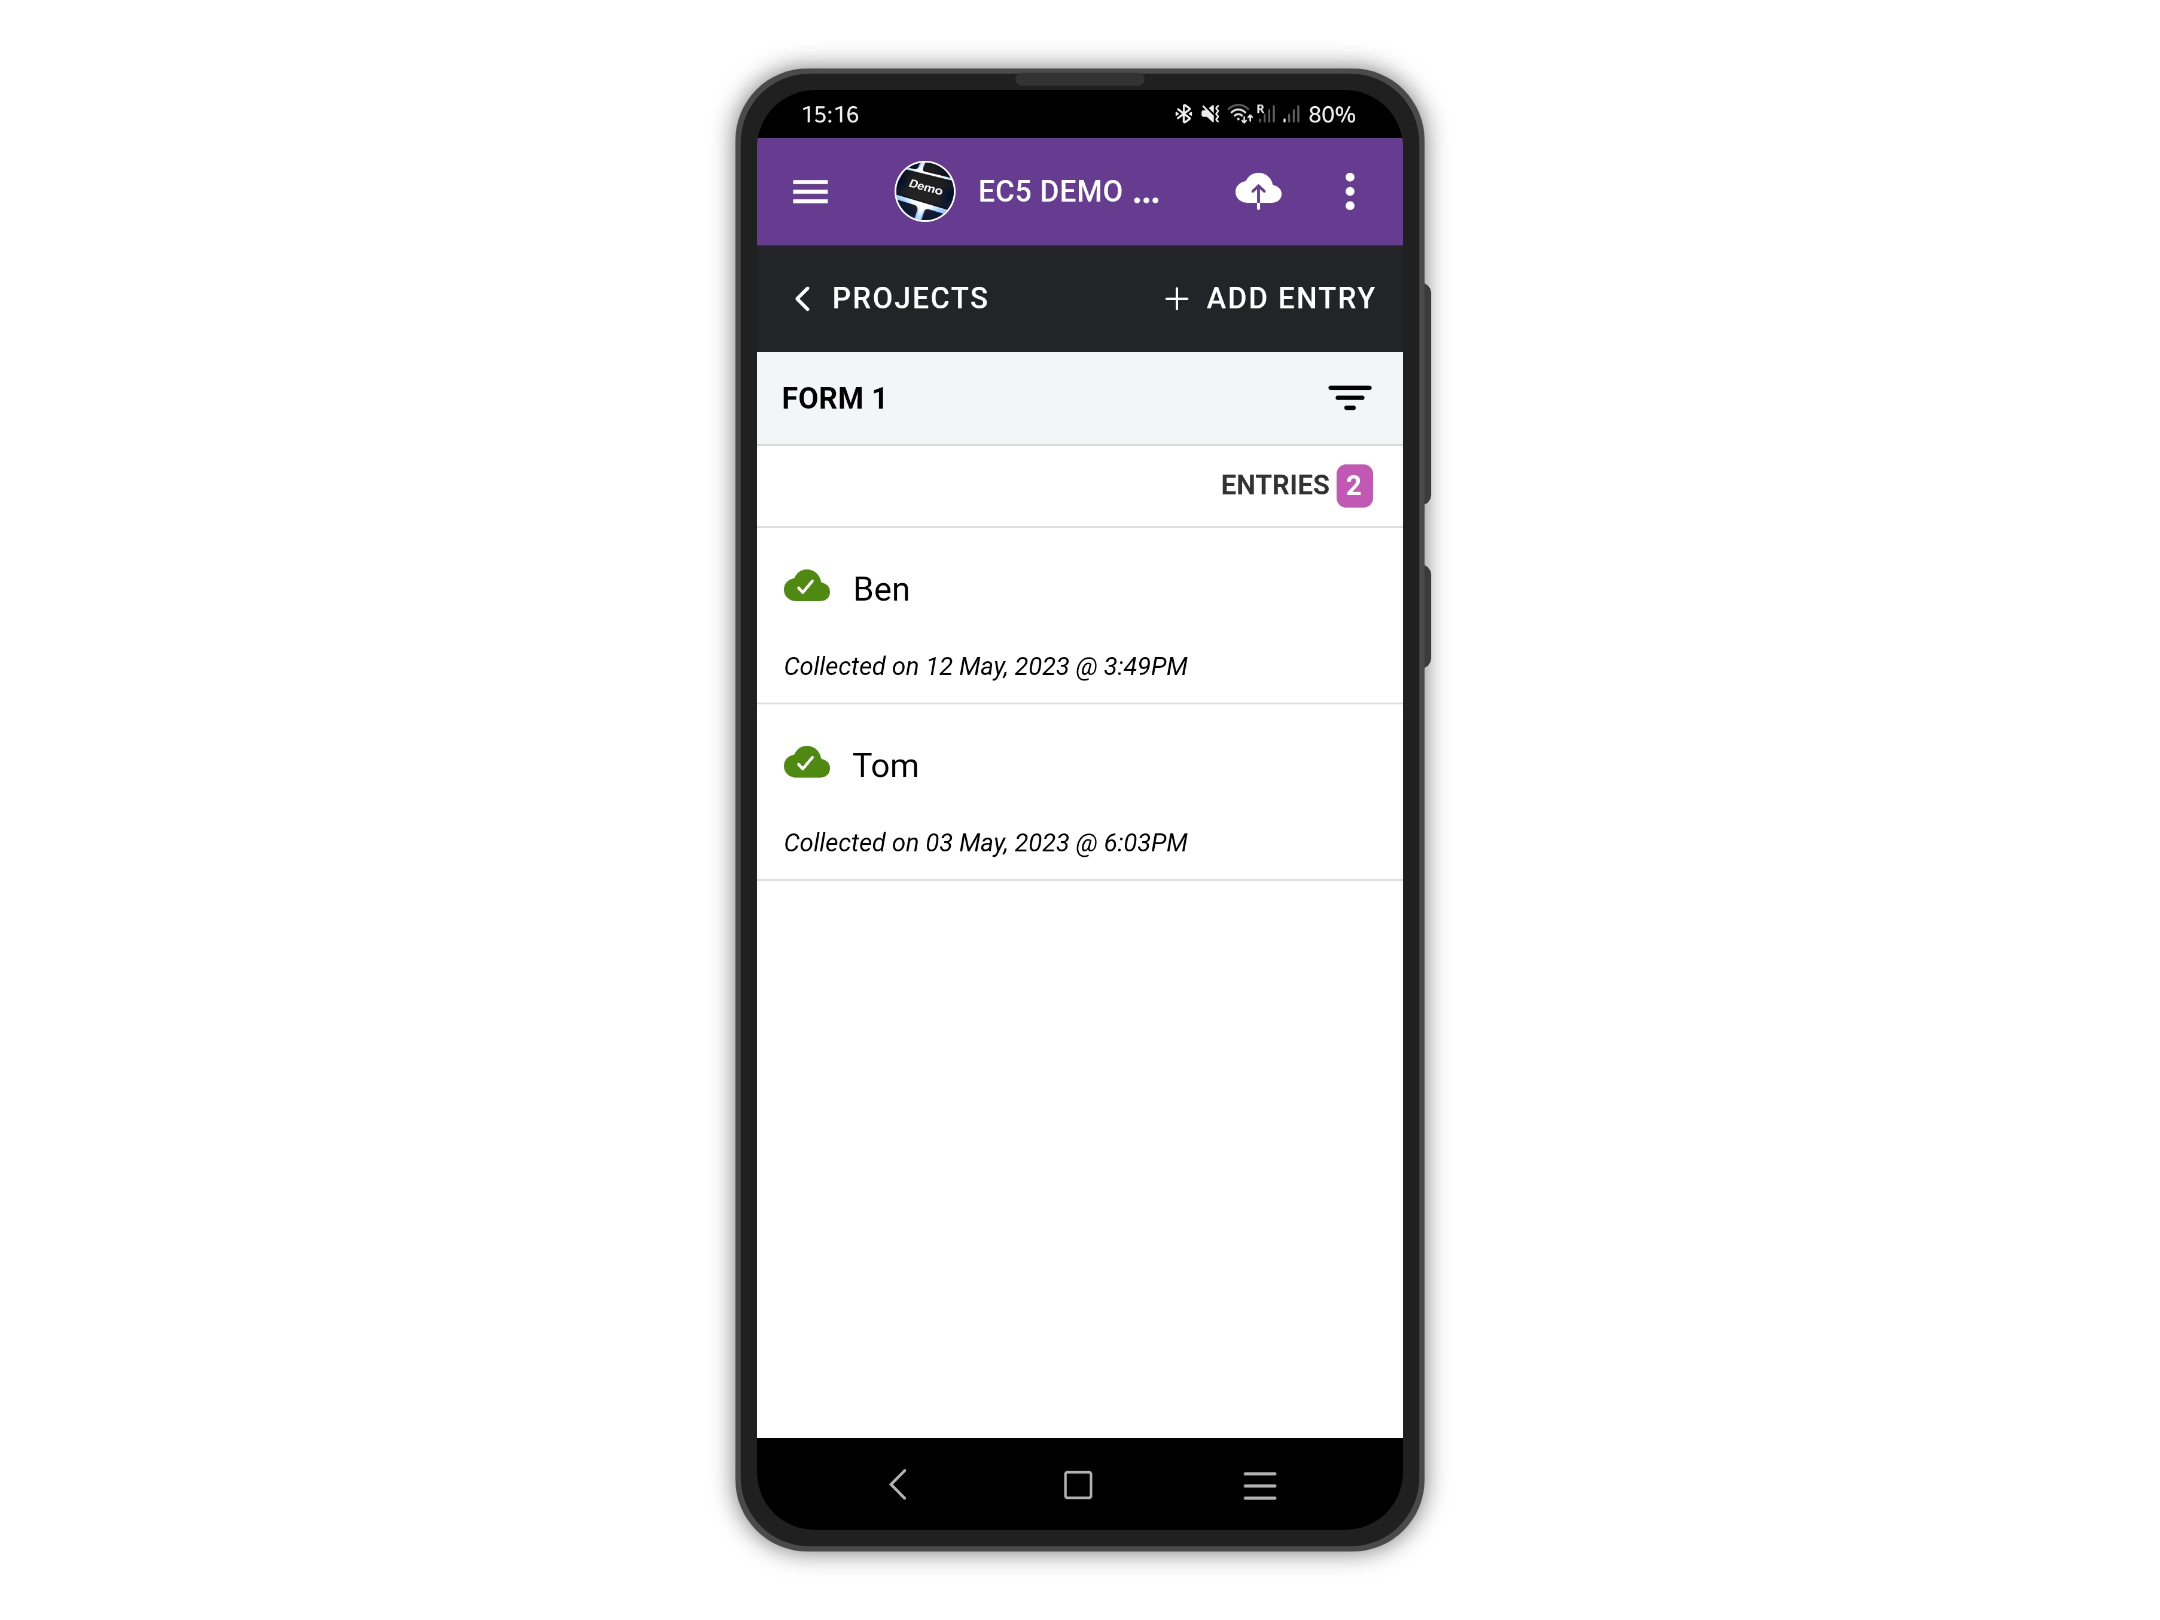 15:16
R
80%
Demo
EC5 DEMO ...
PROJECTS
ADD ENTRY
FORM 1
ENTRIES 2
Ben
Collected on 12 May, 2023 @ 3:49PM
Tom
Collected on 03 May, 2023 @ 6:03PM